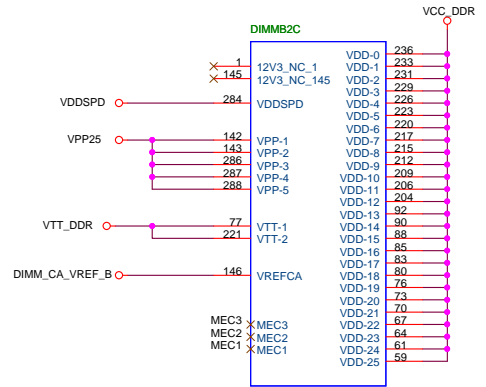 VCC_DDR
DIMMB2C
1 12V3_NC_1 VDD-0 236
145 12V3_NC_145 VDD-1 233
VDD-2 231
VDD-3 229
VDDSPD 284 VDDSPD VDD-4 226
VDD-5 223
VDD-6 220
VPP25 142 VPP-1 VDD-7 217
143 VPP-2 VDD-8 215
286 VPP-3 VDD-9 212
287 VPP-4 VDD-10 209
288 VPP-5 VDD-11 206
VDD-12 204
VDD-13 92
VTT_DDR 77 VTT-1 VDD-14 90
221 VTT-2 VDD-15 88
VDD-16 85
VDD-17 83
DIMM_CA_VREF_B 146 VREFCA VDD-18 80
VDD-19 76
VDD-20 73
VDD-21 70
MEC3 MEC3 VDD-22 67
MEC2 MEC2 VDD-23 64
MEC1 MEC1 VDD-24 61
VDD-25 59